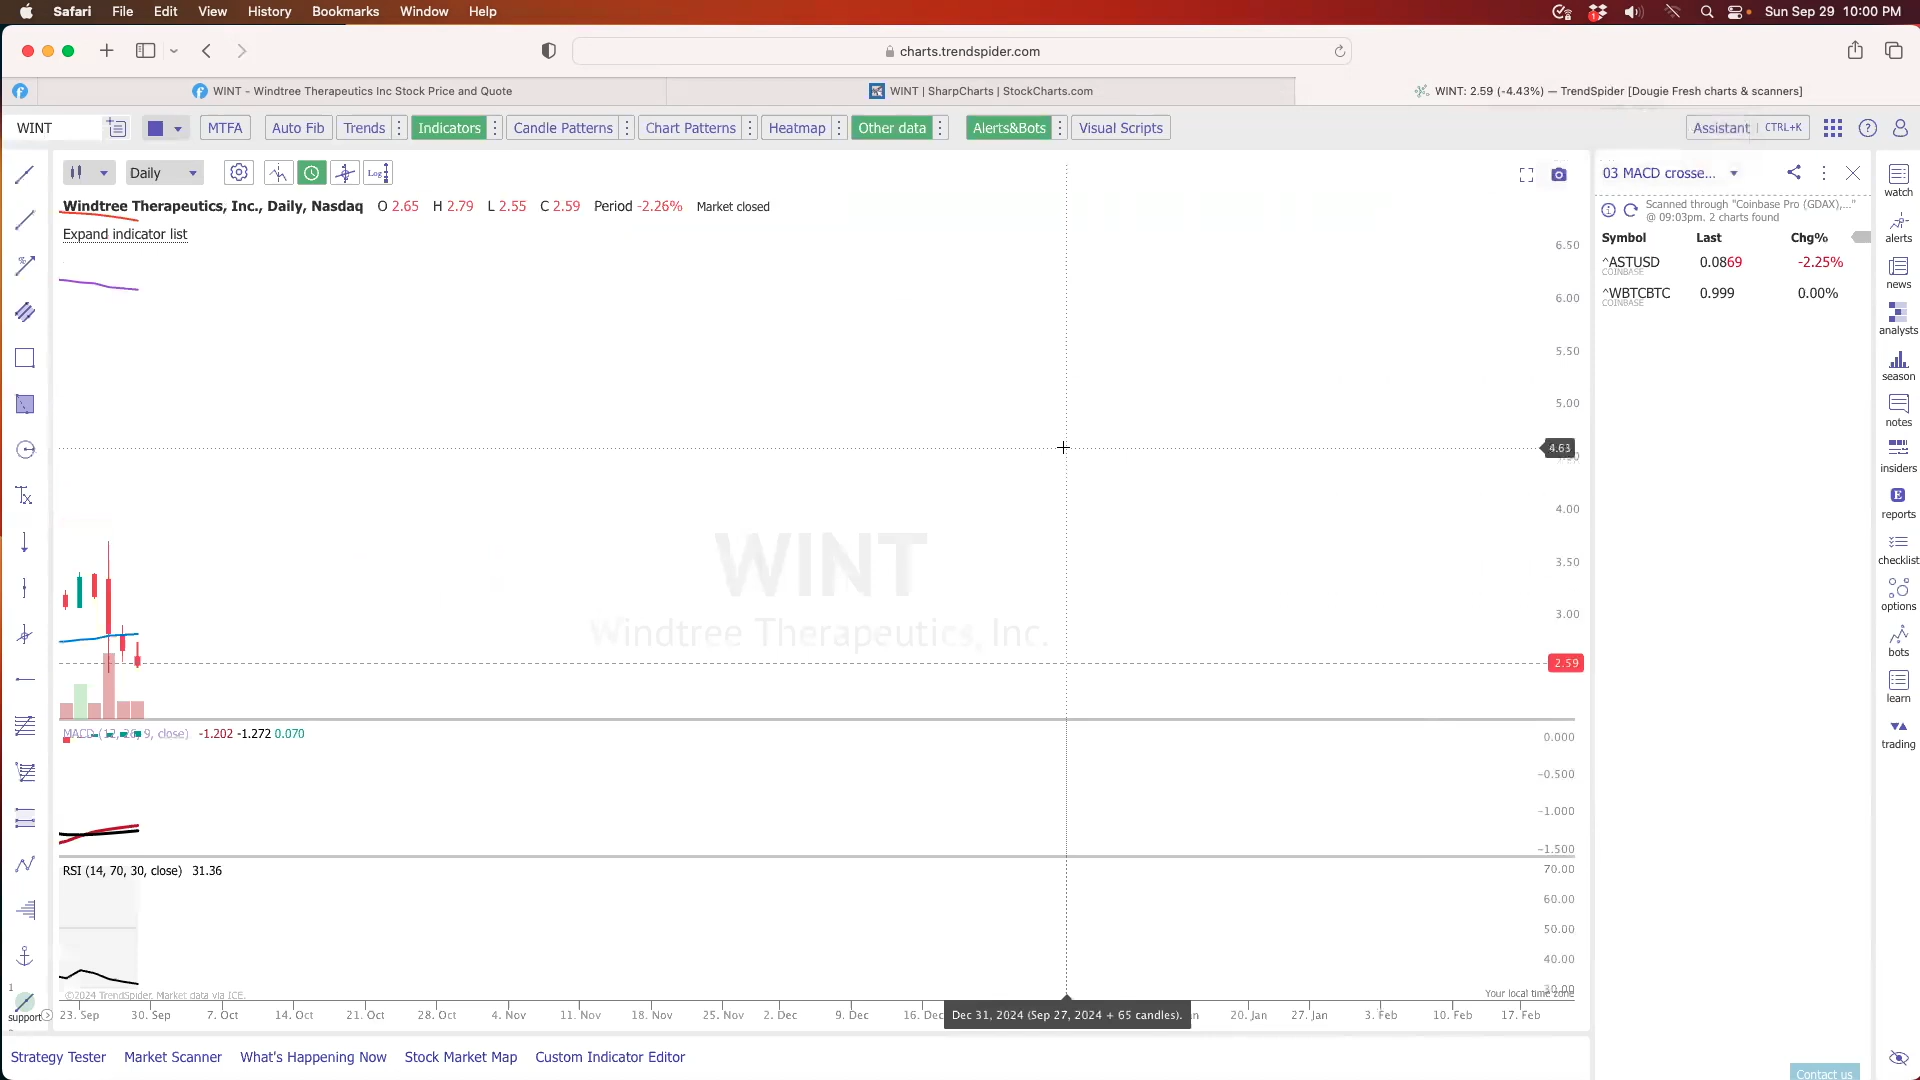 Safari File Edit View History Bookmarks Window Help Sun Sep 29 10:00 PM
charts.trendspider.com
WINT - Windtree Therapeutics Inc Stock Price and Quote WINT | SharpCharts | StockCharts.com WINT: 2.59 (-4.43%) — TrendSpider [Dougie Fresh charts & scanners]
WINT MTFA Auto Fib Trends Indicators Candle Patterns Chart Patterns Heatmap Other data Alerts&Bots Visual Scripts Assistant CTRL+K
Daily Log
03 MACD crosse...
Windtree Therapeutics, Inc., Daily, Nasdaq O 2.65 H 2.79 L 2.55 C 2.59 Period -2.26% Market closed
Expand indicator list
Scanned through "Coinbase Pro (GDAX),..."
@ 09:03pm. 2 charts found
Symbol Last Chg%
^ASTUSD 0.0869 -2.25%
COINBASE
^WBTCBTC 0.999 0.00%
COINBASE
6.50
6.00
5.50
5.00
4.63
4.00
3.50
3.00
2.59
WINT
Windtree Therapeutics, Inc.
MACD (12, 26, 9, close) -1.202 -1.272 0.070
0.000
-0.500
-1.000
-1.500
RSI (14, 70, 30, close) 31.36
70.00
60.00
50.00
40.00
30.00
©2024 TrendSpider. Market data via ICE.
Your local time zone
23. Sep 30. Sep 7. Oct 14. Oct 21. Oct 28. Oct 4. Nov 11. Nov 18. Nov 25. Nov 2. Dec 9. Dec 16. Dec Dec 31, 2024 (Sep 27, 2024 + 65 candles). 20. Jan 27. Jan 3. Feb 10. Feb 17. Feb
watch
alerts
news
analysts
season
notes
insiders
reports
checklist
options
bots
learn
trading
1
support
Strategy Tester Market Scanner What's Happening Now Stock Market Map Custom Indicator Editor
Contact us